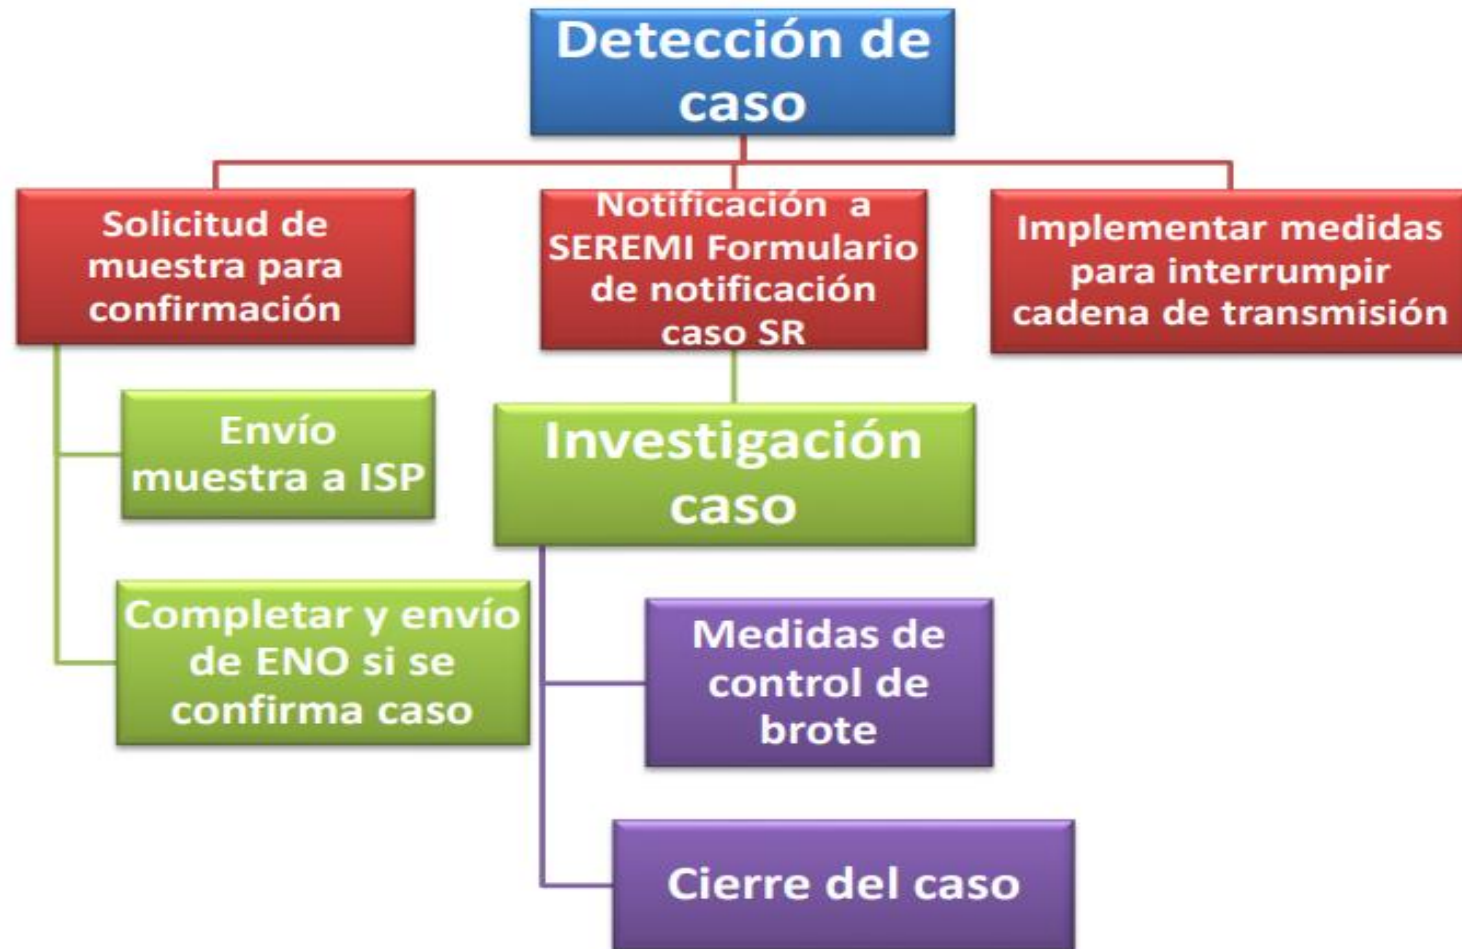 Detección de
caso
Solicitud de
muestra para
confirmación
Notificación a
SEREMI Formulario
de notificación
caso SR
Implementar medidas
para interrumpir
cadena de transmisión
Envío
muestra a ISP
Completar y envío
de ENO si se
confirma caso
Investigación
caso
Medidas de
control de
brote
Cierre del caso